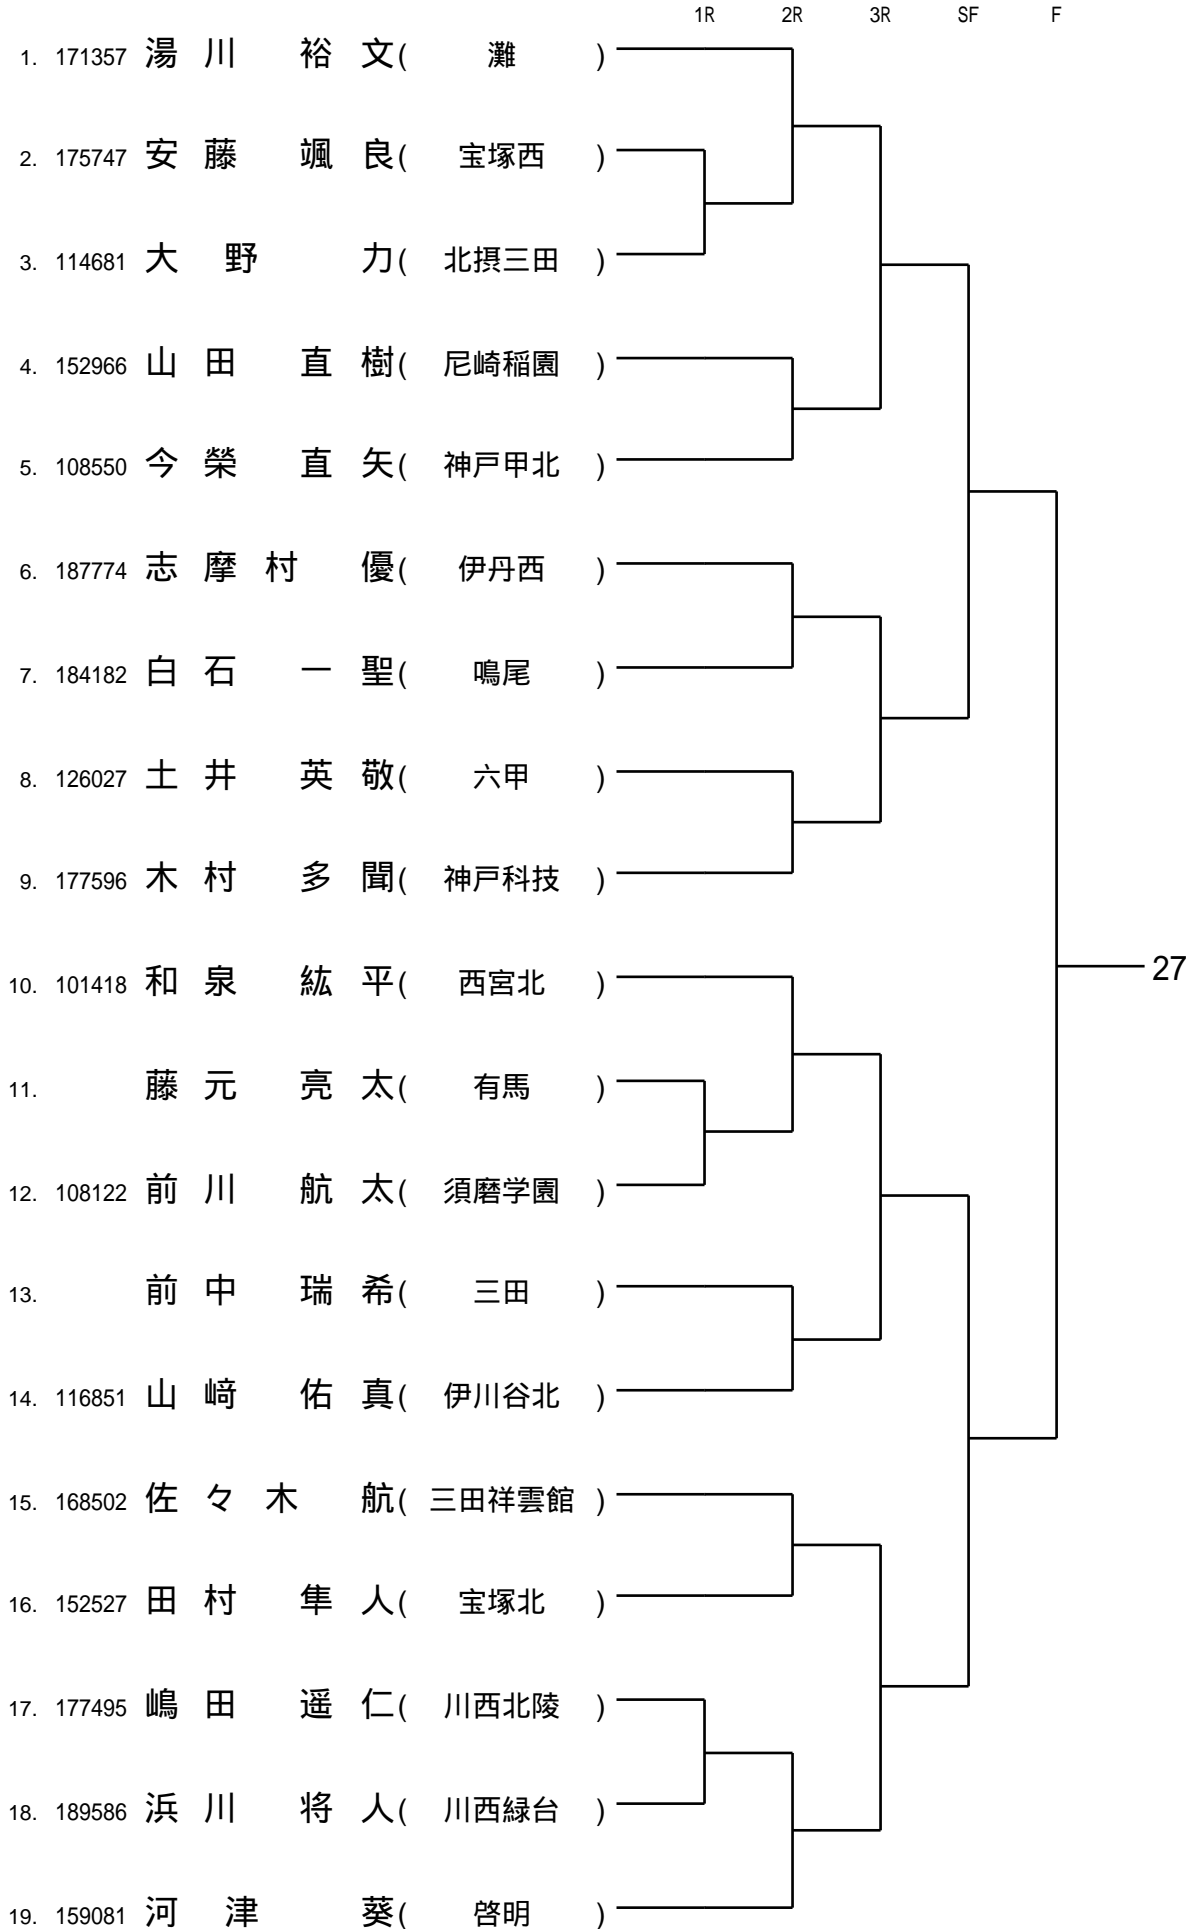 1R 2R 3R SF F
1. 171357 湯川 裕文( 灘 )
2. 175747 安藤 颯良( 宝塚西 )
3. 114681 大野 力( 北摂三田 )
4. 152966 山田 直樹( 尼崎稲園 )
5. 108550 今榮 直矢( 神戸甲北 )
6. 187774 志摩村 優( 伊丹西 )
7. 184182 白石 一聖( 鳴尾 )
8. 126027 土井 英敬( 六甲 )
9. 177596 木村 多聞( 神戸科技 )
10. 101418 和泉 紘平( 西宮北 )
27
11. 藤元 亮太( 有馬 )
12. 108122 前川 航太( 須磨学園 )
13. 前中 瑞希( 三田 )
14. 116851 山﨑 佑真( 伊川谷北 )
15. 168502 佐々木 航( 三田祥雲館 )
16. 152527 田村 隼人( 宝塚北 )
17. 177495 嶋田 遥仁( 川西北陵 )
18. 189586 浜川 将人( 川西緑台 )
19. 159081 河津 葵( 啓明 )